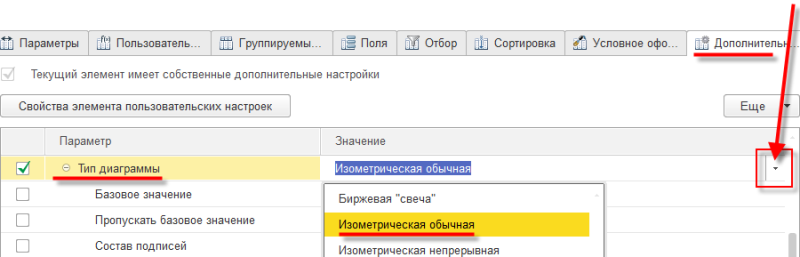 Параметры Пользователь... Группируемы... Поля Отбор Сортировка Условное офо... Дополнительн...
Текущий элемент имеет собственные дополнительные настройки
Свойства элемента пользовательских настроек Еще
Параметр Значение
Тип диаграммы Изометрическая обычная
Базовое значение Биржевая "свеча"
Пропускать базовое значение Изометрическая обычная
Состав подписей Изометрическая непрерывная